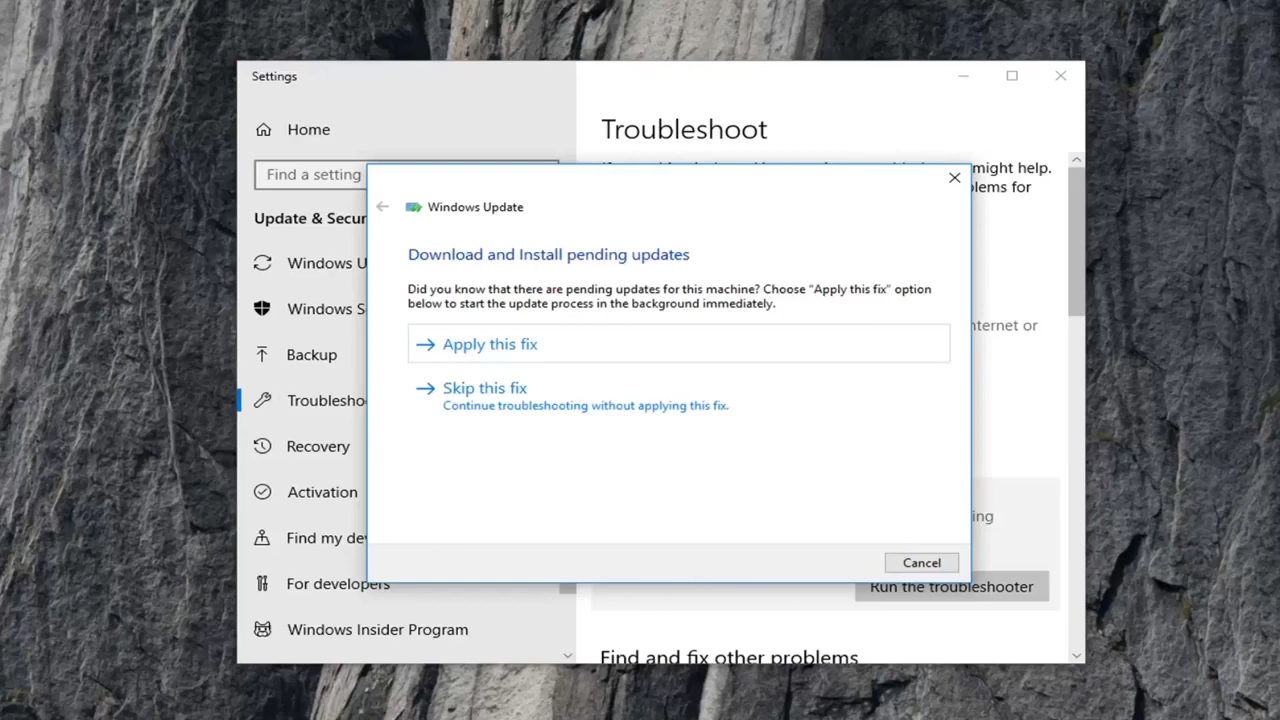 Settings
Home
Find a setting
Update & Secur
Windows U
Windows S
Backup
Troublesho
Recovery
Activation
Find my dev
For developers
Windows Insider Program
Troubleshoot
might help.
lems for
nternet or
ing
Run the troubleshooter
Find and fix other problems
Windows Update
Download and Install pending updates
Did you know that there are pending updates for this machine? Choose "Apply this fix" option
below to start the update process in the background immediately.
Apply this fix
Skip this fix
Continue troubleshooting without applying this fix.
Cancel